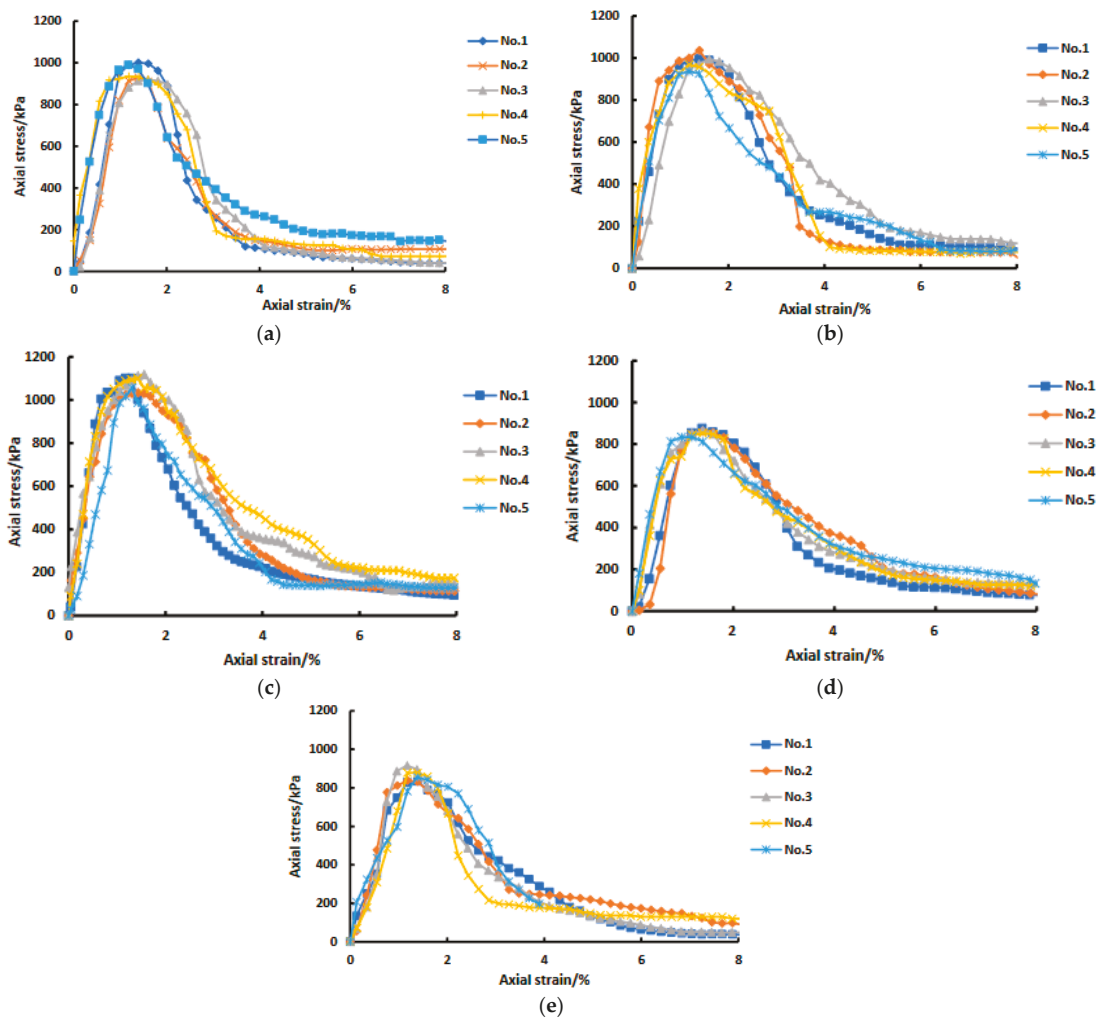 1200
1000
800
600
400
200
0
Axial stress/kPa
0 2 4 6 8
Axial strain/%
No.1
No.2
No.3
No.4
No.5
(a)
1200
1000
800
600
400
200
0
Axial stress/kPa
0 2 4 6 8
Axial strain/%
No.1
No.2
No.3
No.4
No.5
(b)
1200
1000
800
600
400
200
0
Axial stress/kPa
0 2 4 6 8
Axial strain/%
No.1
No.2
No.3
No.4
No.5
(c)
1200
1000
800
600
400
200
0
Axial stress/kPa
0 2 4 6 8
Axial strain/%
No.1
No.2
No.3
No.4
No.5
(d)
1200
1000
800
600
400
200
0
Axial stress/kPa
0 2 4 6 8
Axial strain/%
No.1
No.2
No.3
No.4
No.5
(e)